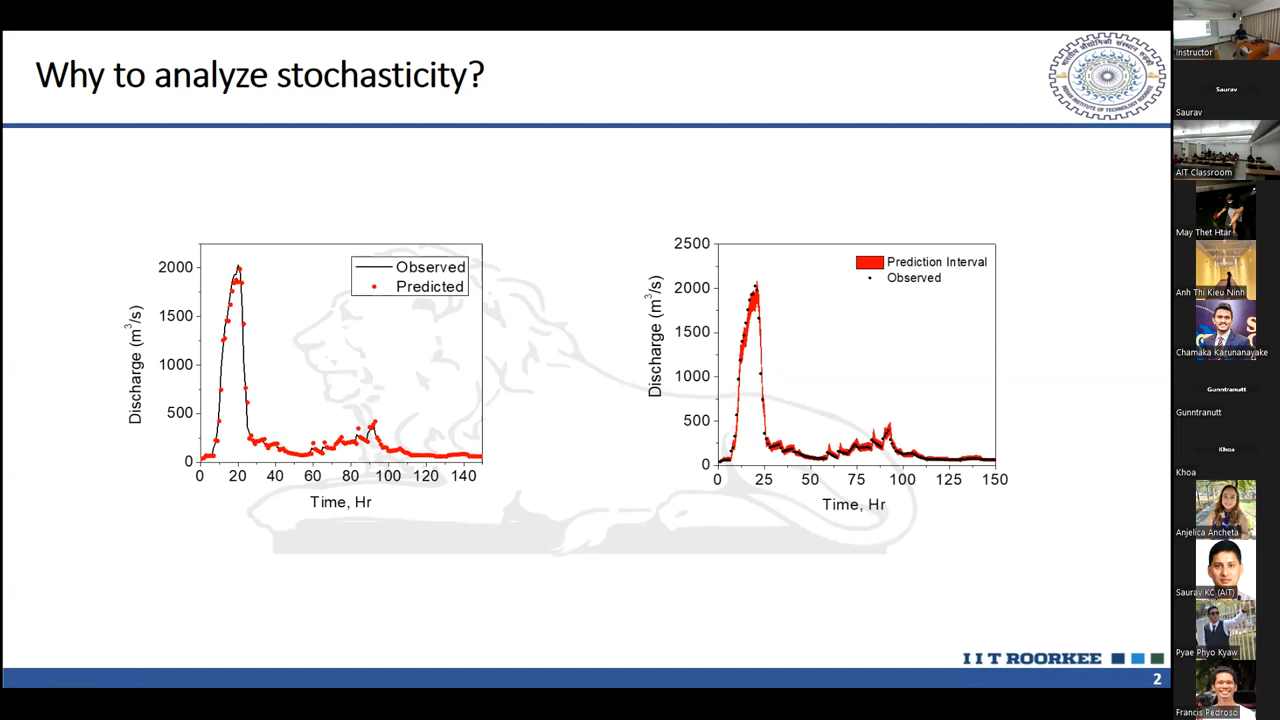 Why to analyze stochasticity?
Observed
Predicted
2000
1500
1000
500
0
Discharge (m³/s)
0 20 40 60 80 100 120 140
Time, Hr
Prediction Interval
Observed
2500
2000
1500
1000
500
0
Discharge (m³/s)
0 25 50 75 100 125 150
Time, Hr
IIT ROORKEE
2
Instructor
Saurav
Saurav
AIT Classroom
May Thet Htar
Anh Thi Kieu Ninh
Chamaka Karunanayake
Gunntranutt
Gunntranutt
Khoa
Khoa
Anjelica Ancheta
Saurav KC (AIT)
Pyae Phyo Kyaw
Francis Pedroso